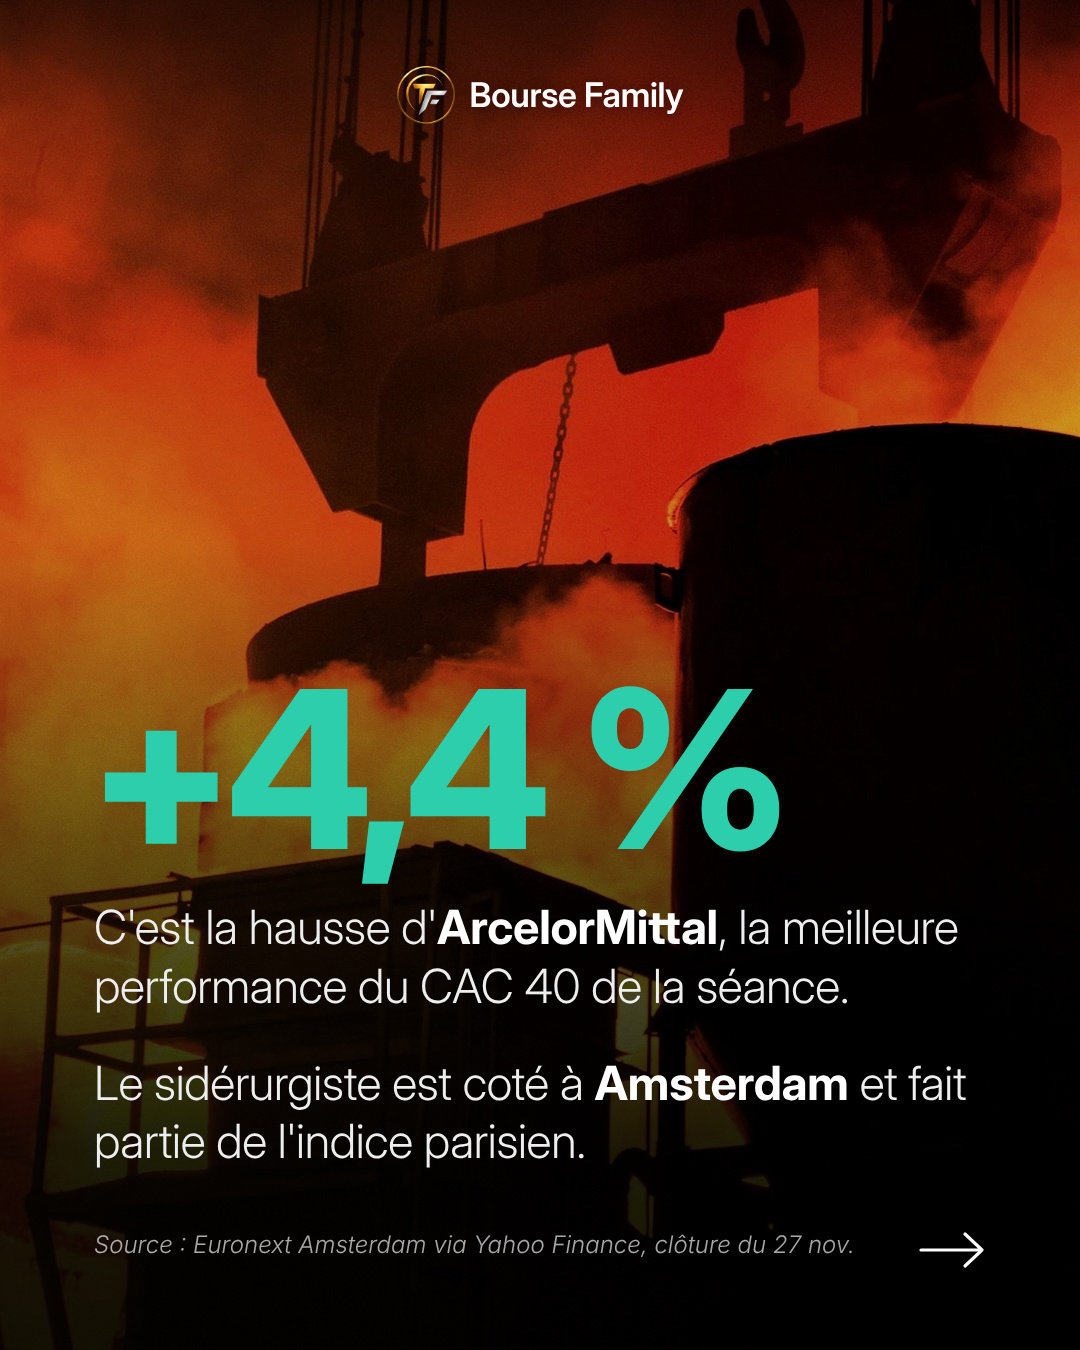 TF Bourse Family
+4,4 %
C'est la hausse d'ArcelorMittal, la meilleure
performance du CAC 40 de la séance.
Le sidérurgiste est coté à Amsterdam et fait
partie de l'indice parisien.
Source : Euronext Amsterdam via Yahoo Finance, clôture du 27 nov.